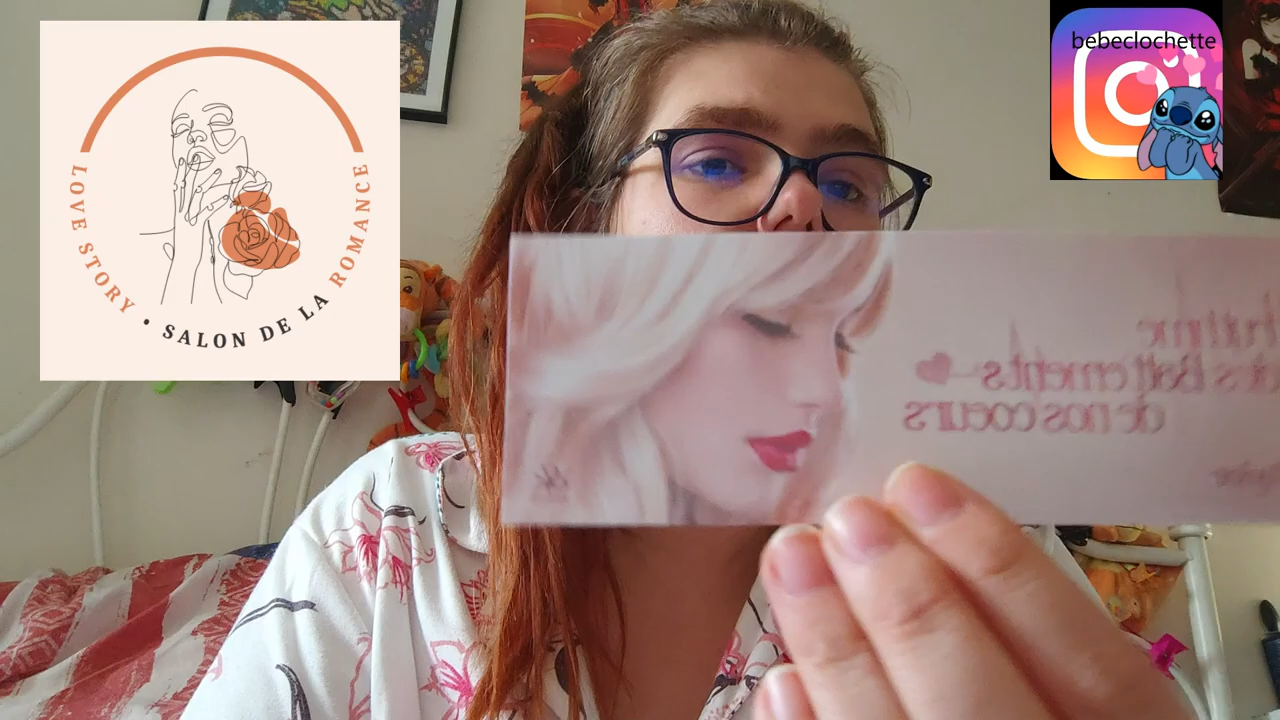 LOVE STORY • SALON DE LA ROMANCE
bebeclochette
des Battements
de nos coeurs